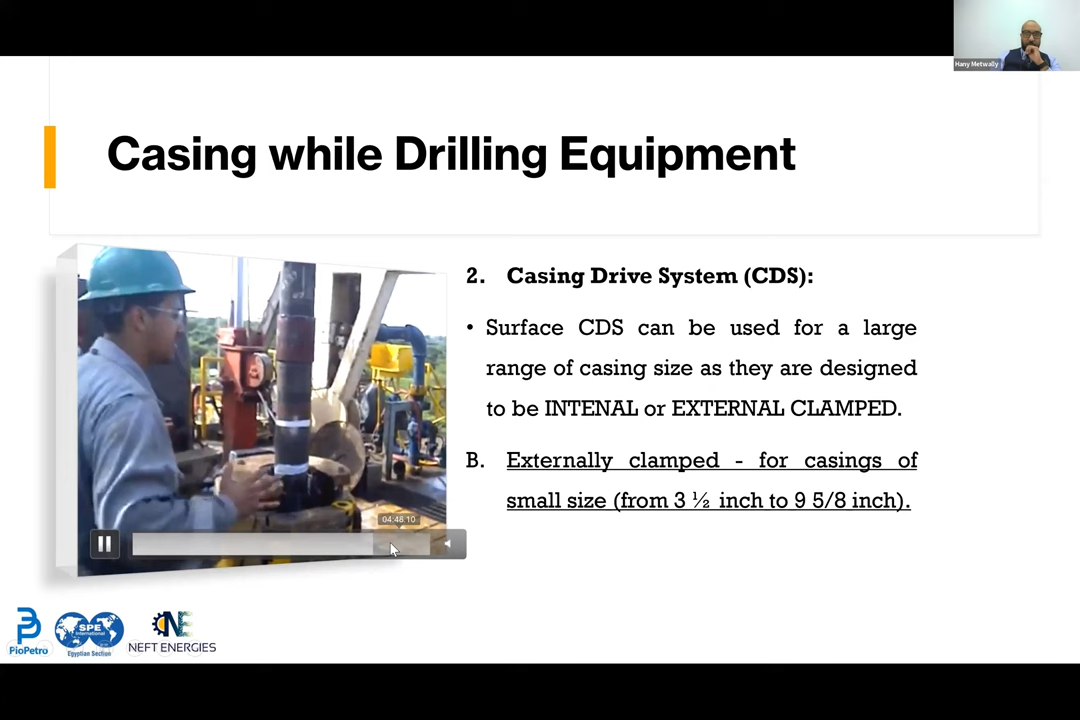 Hany Metwally
Casing while Drilling Equipment
2. Casing Drive System (CDS):
• Surface CDS can be used for a large
range of casing size as they are designed
to be INTENAL or EXTERNAL CLAMPED.
B. Externally clamped - for casings of
small size (from 3 ½ inch to 9 5/8 inch).
04:48.10
PioPetro
SPE
International
Egyptian Section
NE
NEFT ENERGIES